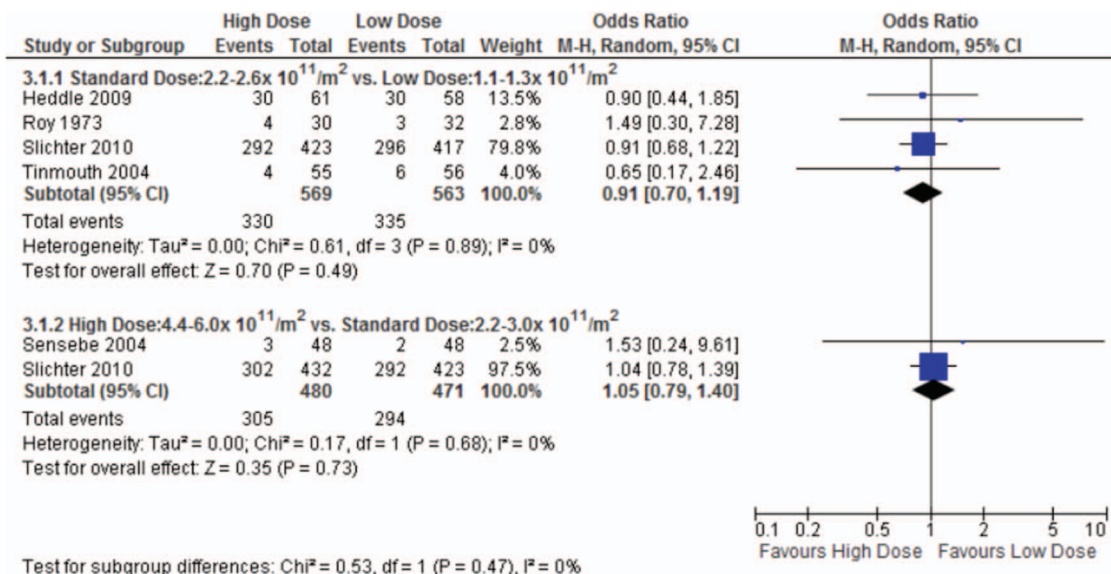 High Dose Low Dose Odds Ratio Odds Ratio
Study or Subgroup Events Total Events Total Weight M-H, Random, 95% CI M-H, Random, 95% CI
3.1.1 Standard Dose:2.2-2.6x 10¹¹/m² vs. Low Dose:1.1-1.3x 10¹¹/m²
Heddle 2009 30 61 30 58 13.5% 0.90 [0.44, 1.85]
Roy 1973 4 30 3 32 2.8% 1.49 [0.30, 7.28]
Slichter 2010 292 423 296 417 79.8% 0.91 [0.68, 1.22]
Tinmouth 2004 4 55 6 56 4.0% 0.65 [0.17, 2.46]
Subtotal (95% CI) 569 563 100.0% 0.91 [0.70, 1.19]
Total events 330 335
Heterogeneity: Tau² = 0.00; Chi² = 0.61, df = 3 (P = 0.89); I² = 0%
Test for overall effect: Z = 0.70 (P = 0.49)
3.1.2 High Dose:4.4-6.0x 10¹¹/m² vs. Standard Dose:2.2-3.0x 10¹¹/m²
Sensebe 2004 3 48 2 48 2.5% 1.53 [0.24, 9.61]
Slichter 2010 302 432 292 423 97.5% 1.04 [0.78, 1.39]
Subtotal (95% CI) 480 471 100.0% 1.05 [0.79, 1.40]
Total events 305 294
Heterogeneity: Tau² = 0.00; Chi² = 0.17, df = 1 (P = 0.68); I² = 0%
Test for overall effect: Z = 0.35 (P = 0.73)
0.1 0.2 0.5 1 2 5 10
Favours High Dose Favours Low Dose
Test for subgroup differences: Chi² = 0.53, df = 1 (P = 0.47), I² = 0%